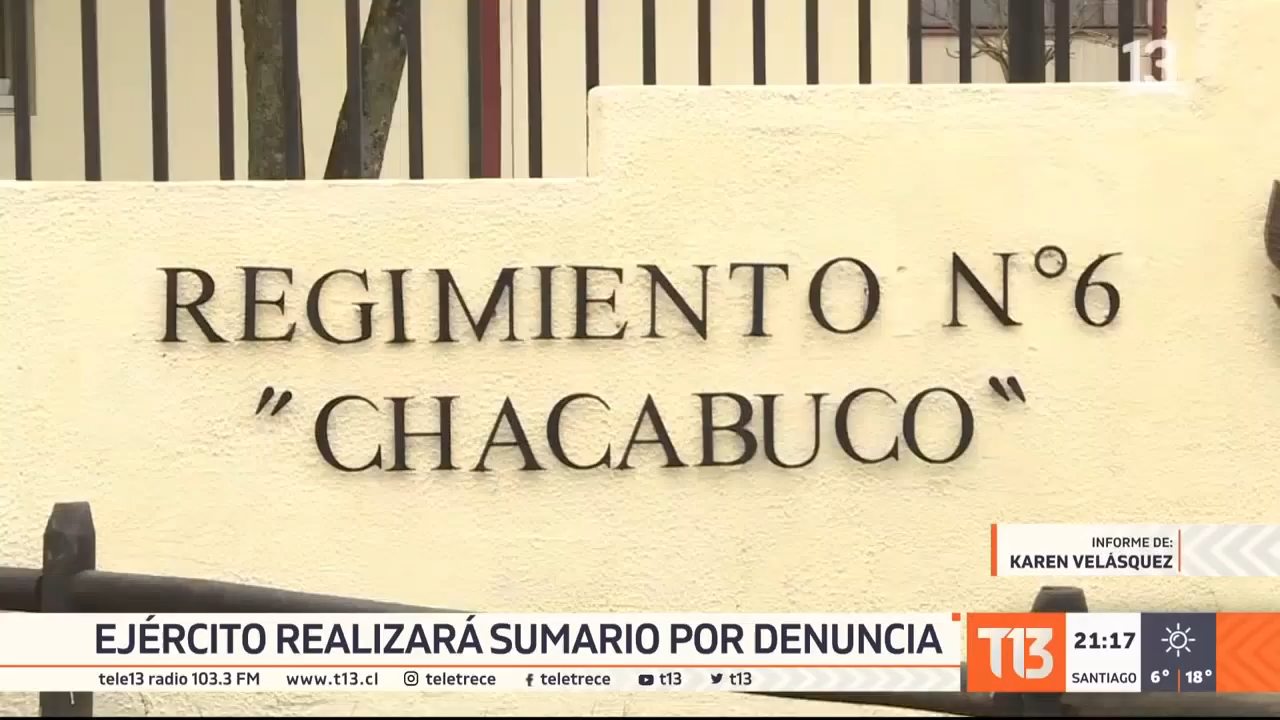 13
REGIMIENTO N°6
"CHACABUCO"
INFORME DE:
KAREN VELÁSQUEZ
EJÉRCITO REALIZARÁ SUMARIO POR DENUNCIA
tele13 radio 103.3 FM www.t13.cl teletrece teletrece t13 t13
T13
21:17
SANTIAGO
6° 18°